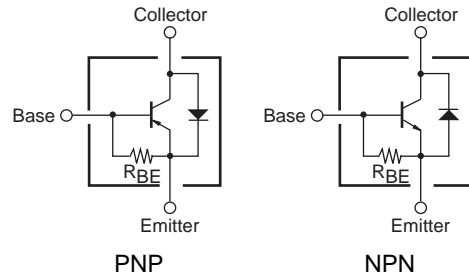 Collector
Base
RBE
Emitter
PNP
Collector
Base
RBE
Emitter
NPN